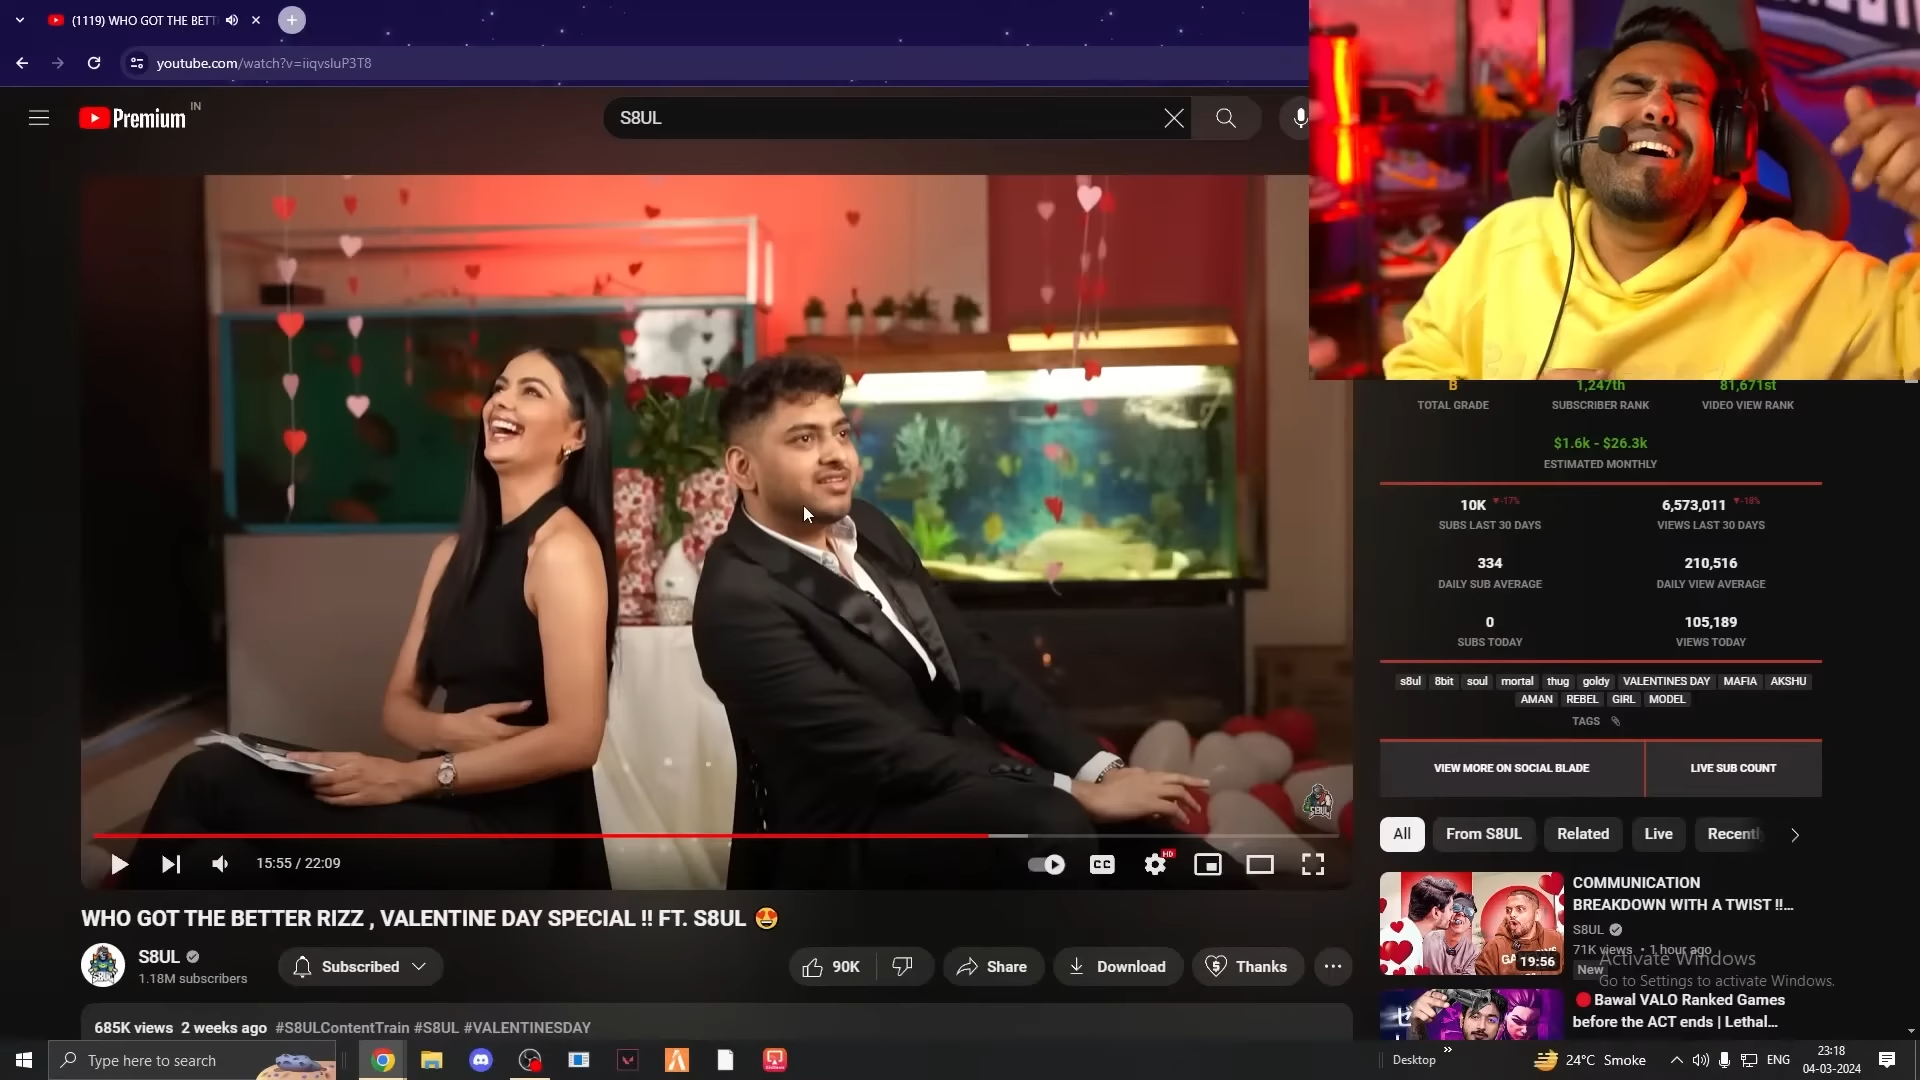 (1119) WHO GOT THE BETT
youtube.com/watch?v=iiqvsluP3T8
Premium IN
S8UL
B 1,247th 81,671st
TOTAL GRADE SUBSCRIBER RANK VIDEO VIEW RANK
$1.6k - $26.3k
ESTIMATED MONTHLY
10K -17% 6,573,011 -18%
SUBS LAST 30 DAYS VIEWS LAST 30 DAYS
334 210,516
DAILY SUB AVERAGE DAILY VIEW AVERAGE
0 105,189
SUBS TODAY VIEWS TODAY
s8ul 8bit soul mortal thug goldy VALENTINES DAY MAFIA AKSHU
AMAN REBEL GIRL MODEL
TAGS
VIEW MORE ON SOCIAL BLADE LIVE SUB COUNT
S8UL
15:55 / 22:09
CC HD
All From S8UL Related Live Recentl
WHO GOT THE BETTER RIZZ , VALENTINE DAY SPECIAL !! FT. S8UL 😍
S8UL
1.18M subscribers
Subscribed
90K
Share
Download
Thanks
685K views 2 weeks ago #S8ULContentTrain #S8UL #VALENTINESDAY
COMMUNICATION
BREAKDOWN WITH A TWIST !!...
S8UL
71K views • 1 hour ago
New
19:56
Activate Windows
Go to Settings to activate Windows.
Bawal VALO Ranked Games
before the ACT ends | Lethal...
Type here to search
Desktop
24°C Smoke
ENG
23:18
04-03-2024